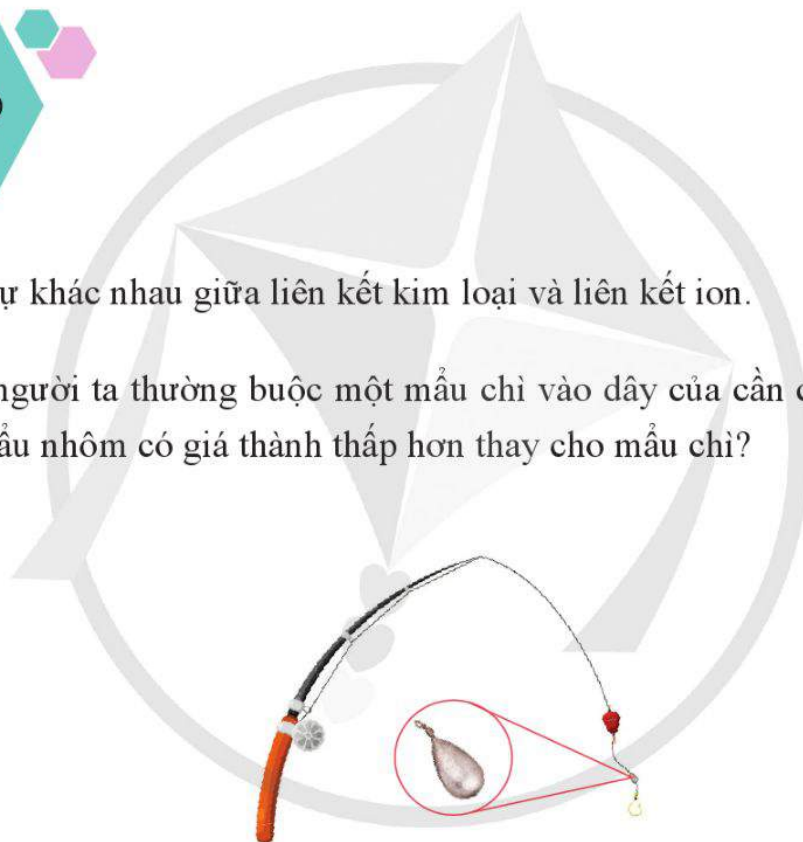 ự khác nhau giữa liên kết kim loại và liên kết ion.
người ta thường buộc một mẩu chì vào dây của cần
ẩu nhôm có giá thành thấp hơn thay cho mẩu chì?